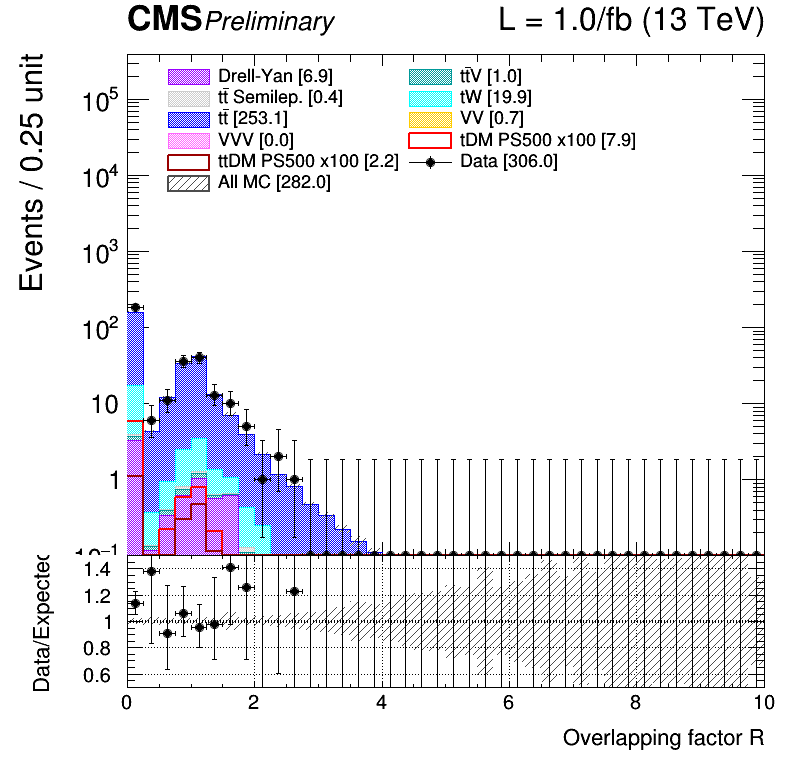 CMS Preliminary L = 1.0/fb (13 TeV)
Events / 0.25 unit
Drell-Yan [6.9]
tt̄ Semilep. [0.4]
tt̄ [253.1]
VVV [0.0]
ttDM PS500 x100 [2.2]
All MC [282.0]
tt̄V [1.0]
tW [19.9]
VV [0.7]
tDM PS500 x100 [7.9]
Data [306.0]
10⁵
10⁴
10³
10²
10
1
10⁻¹
Data/Expected
1.4
1.2
1
0.8
0.6
0 2 4 6 8 10
Overlapping factor R